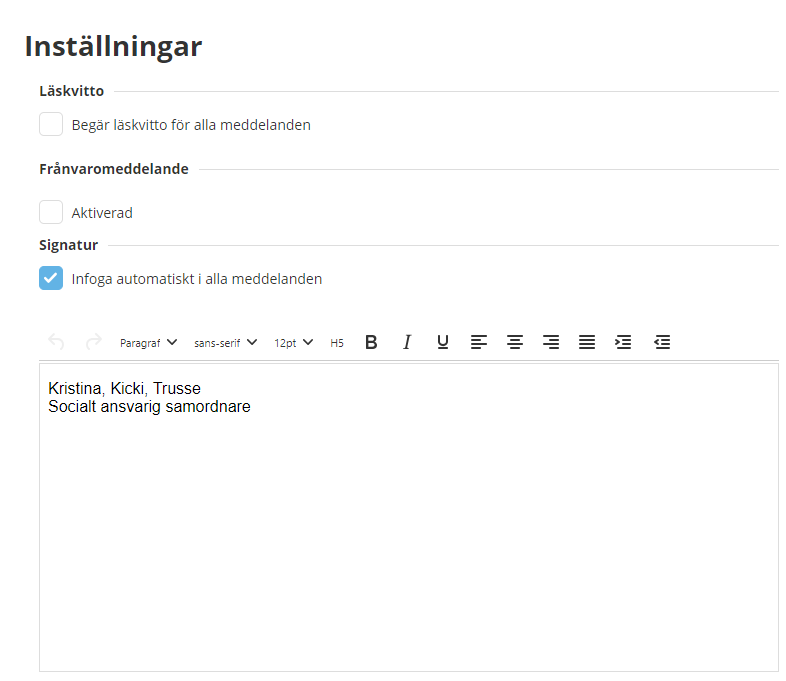 Inställningar
Läskvitto
Begär läskvitto för alla meddelanden
Frånvaromeddelande
Aktiverad
Signatur
Infoga automatiskt i alla meddelanden
Paragraf sans-serif 12pt H5 B I U
Kristina, Kicki, Trusse
Socialt ansvarig samordnare